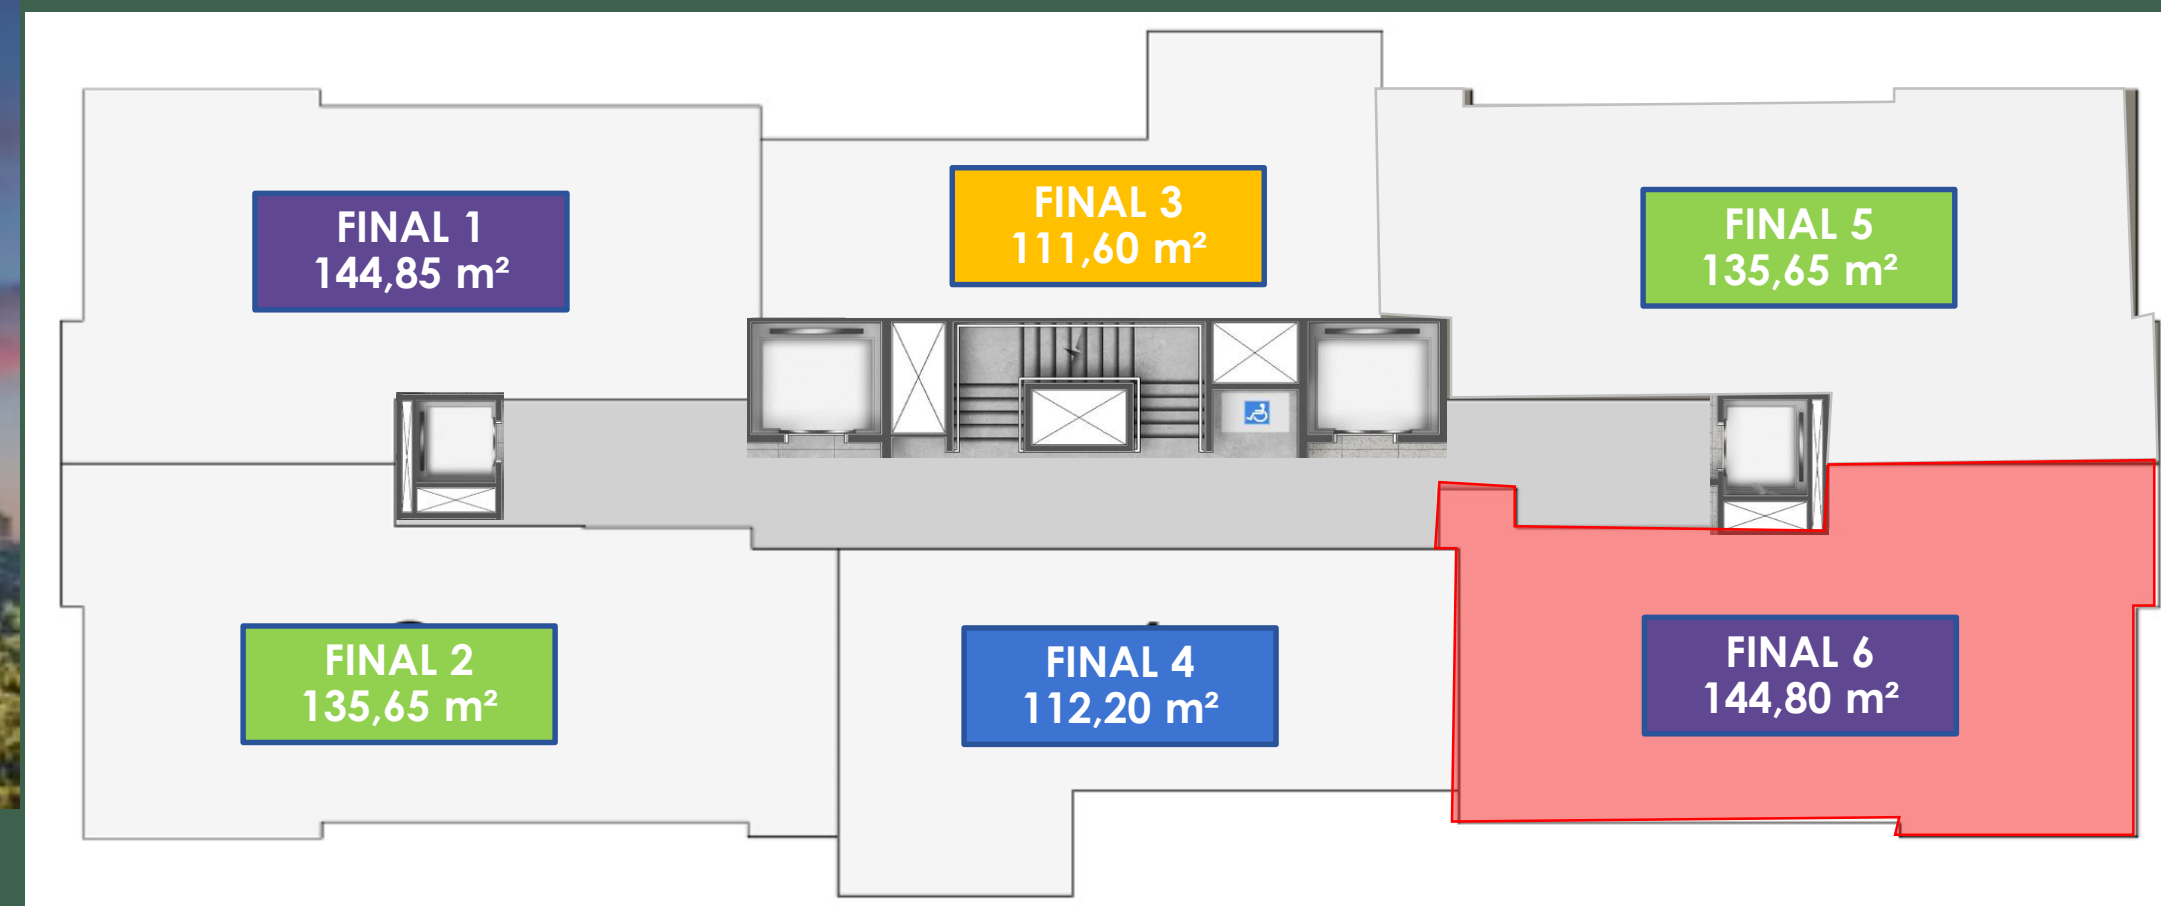 FINAL 1
144,85 m²
FINAL 3
111,60 m²
FINAL 5
135,65 m²
FINAL 2
135,65 m²
FINAL 4
112,20 m²
FINAL 6
144,80 m²